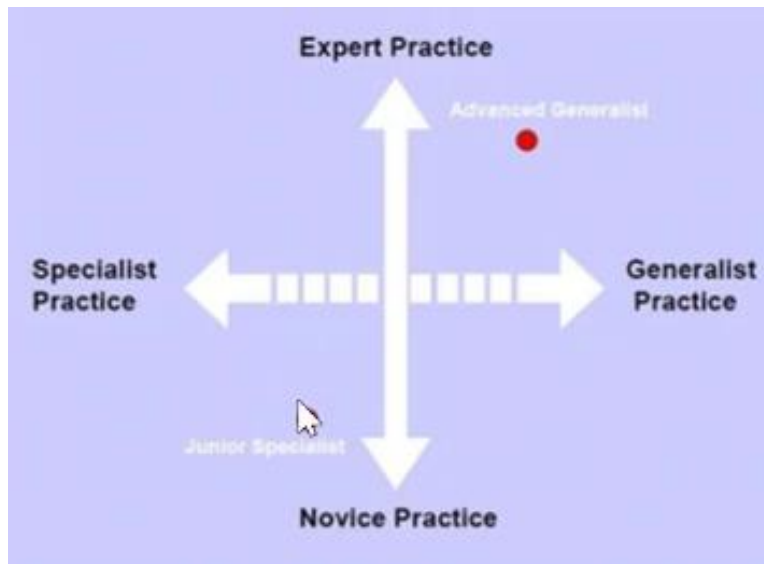 Expert Practice
Advanced Generalist
Specialist
Practice
Generalist
Practice
Junior Specialist
Novice Practice